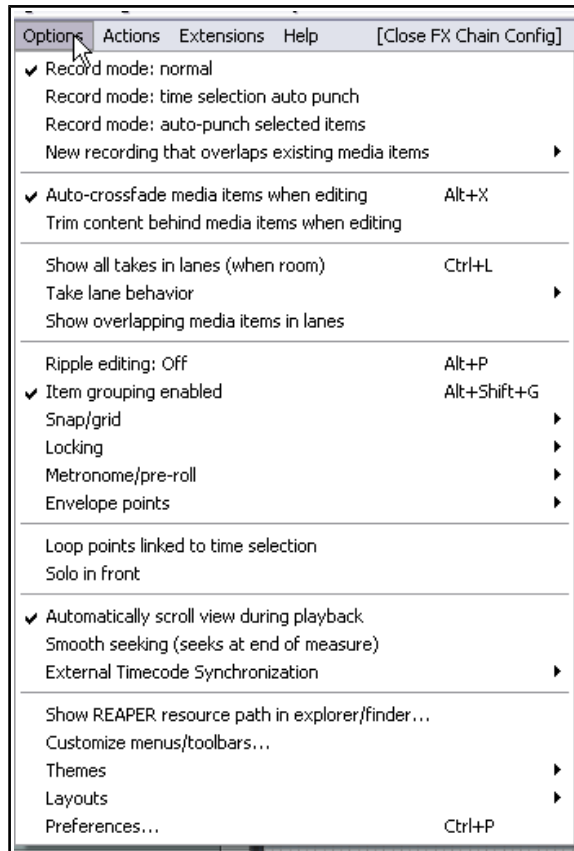 Options Actions Extensions Help [Close FX Chain Config]
Record mode: normal
Record mode: time selection auto punch
Record mode: auto-punch selected items
New recording that overlaps existing media items
Auto-crossfade media items when editing Alt+X
Trim content behind media items when editing
Show all takes in lanes (when room) Ctrl+L
Take lane behavior
Show overlapping media items in lanes
Ripple editing: Off Alt+P
Item grouping enabled Alt+Shift+G
Snap/grid
Locking
Metronome/pre-roll
Envelope points
Loop points linked to time selection
Solo in front
Automatically scroll view during playback
Smooth seeking (seeks at end of measure)
External Timecode Synchronization
Show REAPER resource path in explorer/finder...
Customize menus/toolbars...
Themes
Layouts
Preferences... Ctrl+P